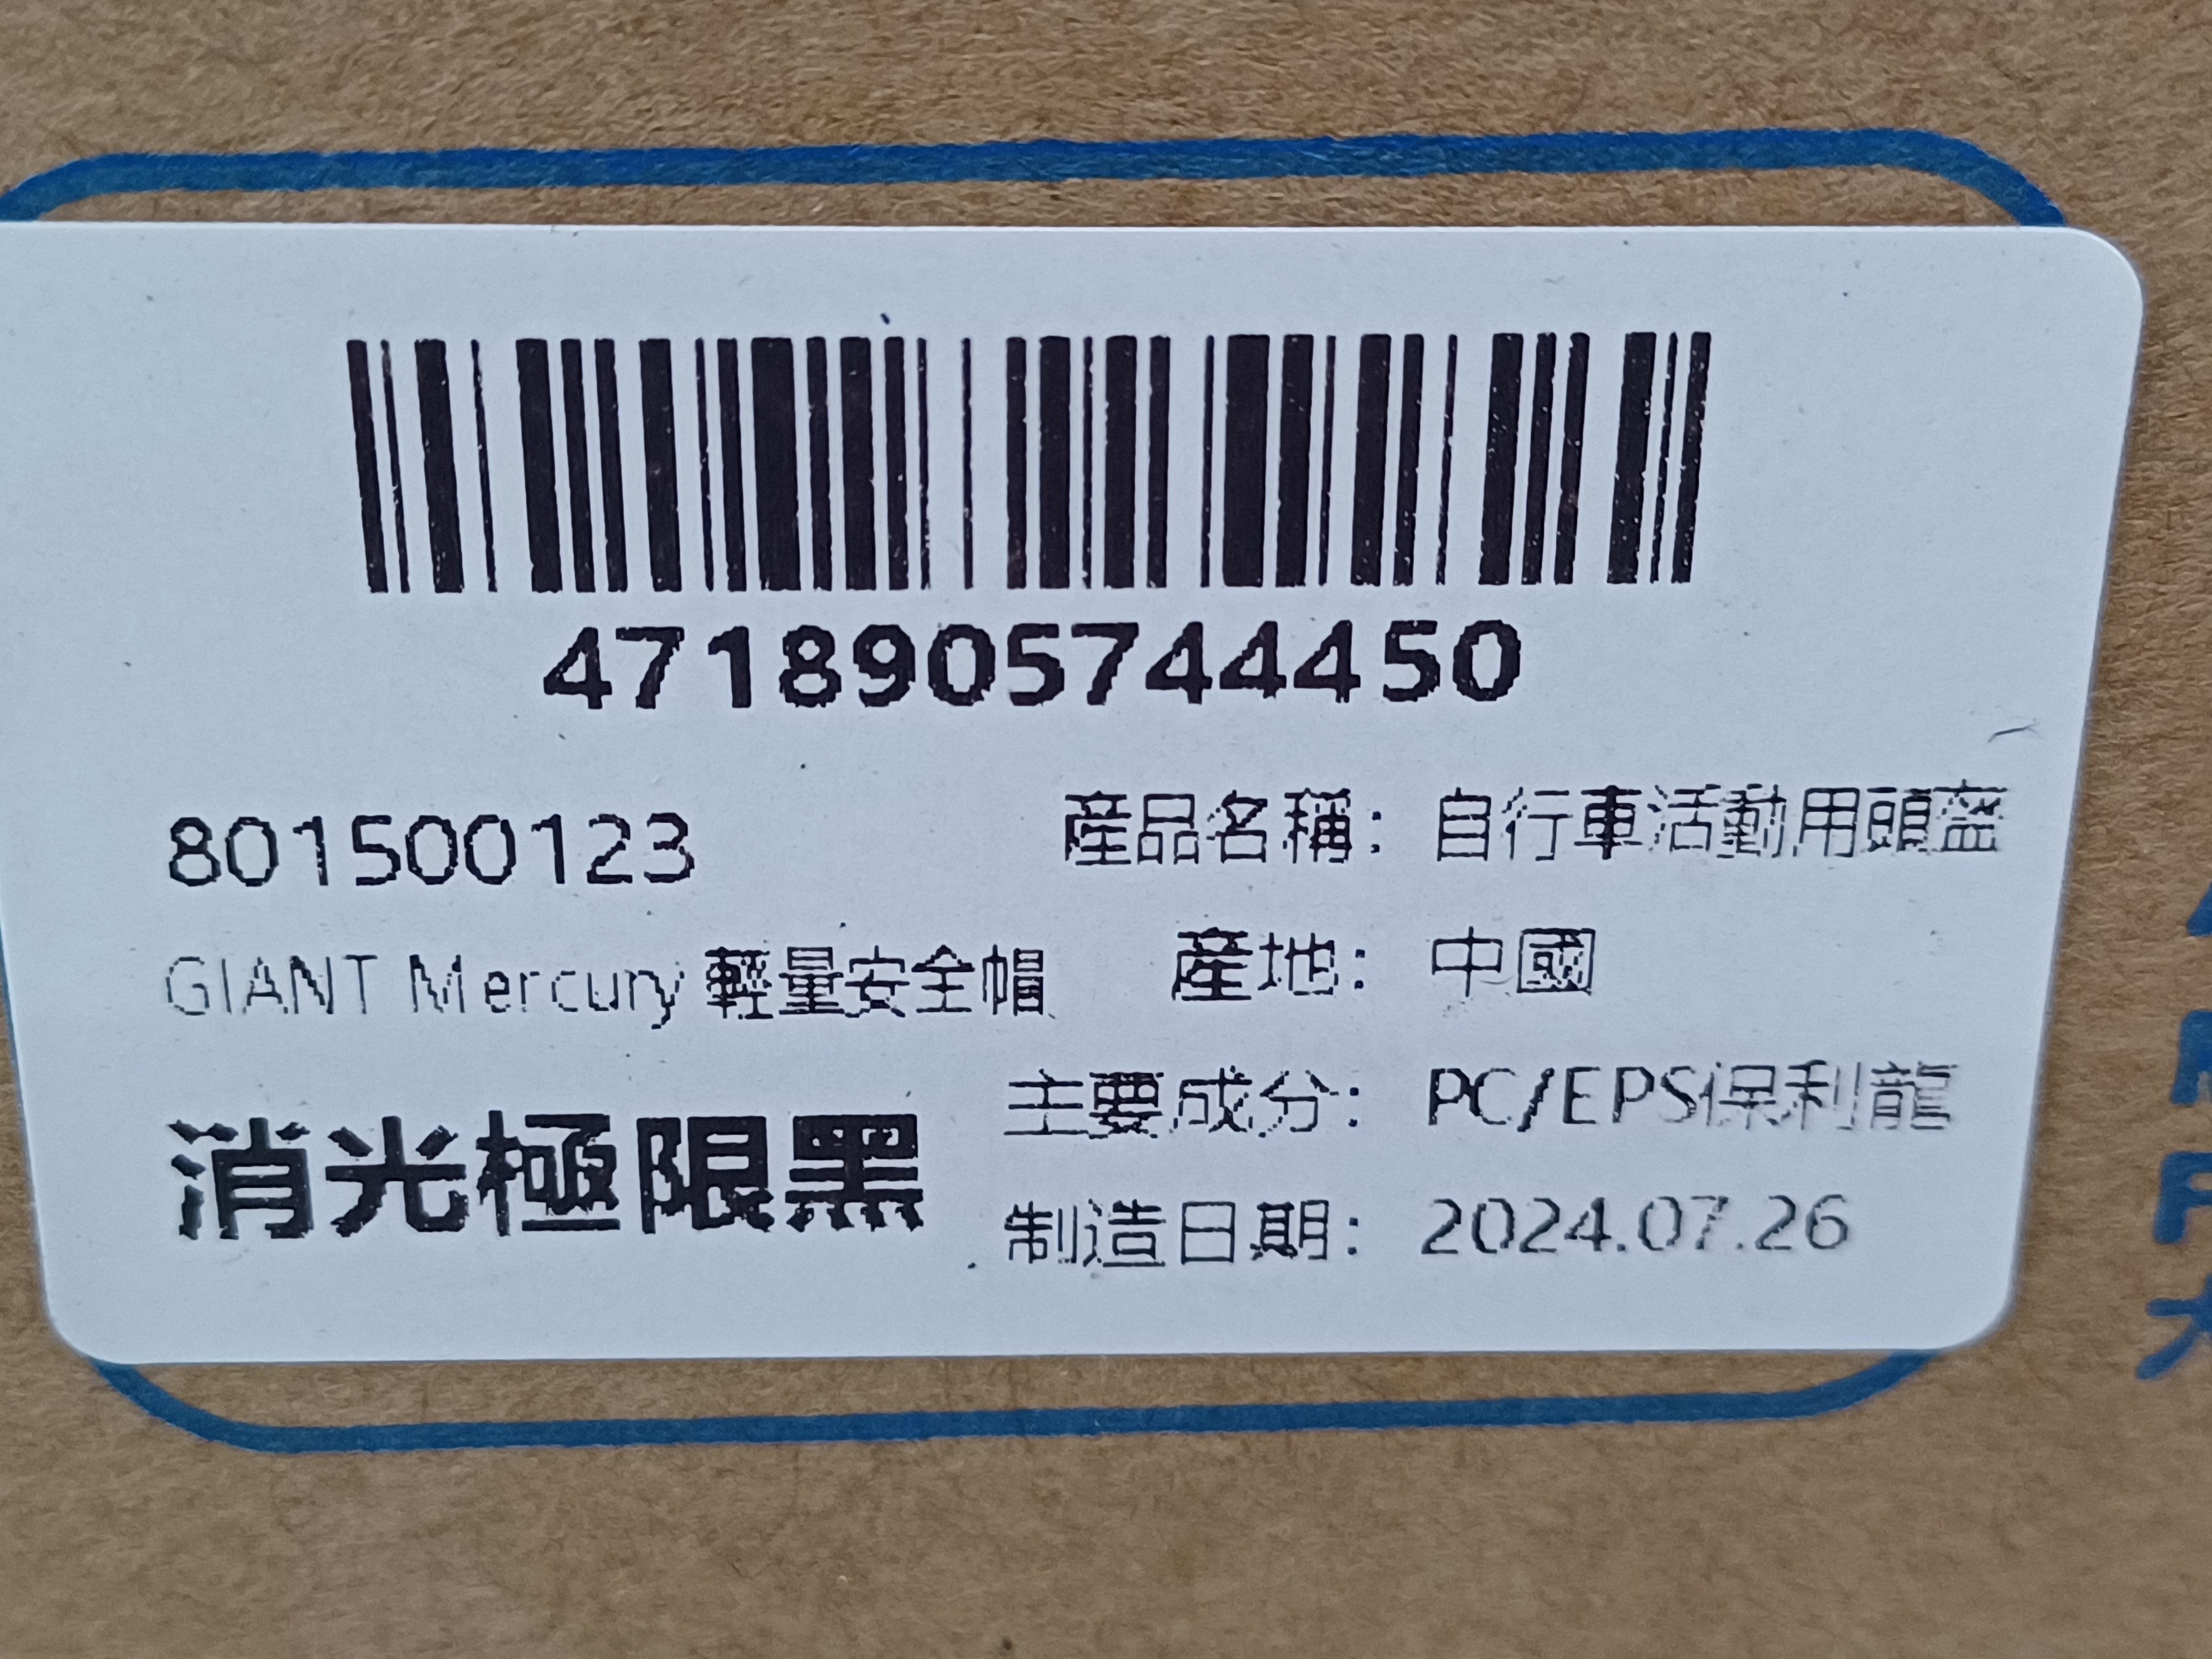 4718905744450
801500123
GIANT Mercury 輕量安全帽
消光極限黑
產品名稱：自行車活動用頭盔
產地：中國
主要成分：PC/EPS保利龍
制造日期：2024.07.26